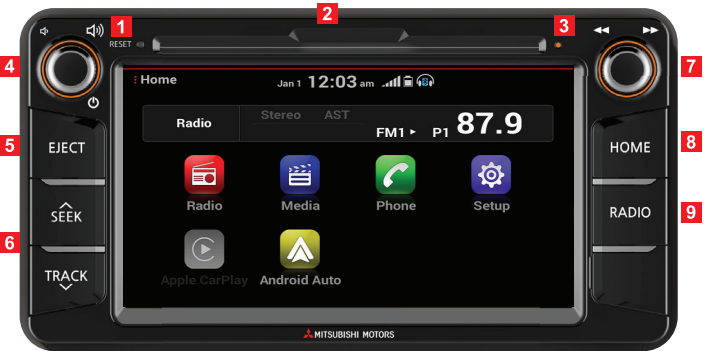 1
2
3
RESET
4
7
Home
Jan 1 12:03 am
Radio
Stereo AST
FM1 P1 87.9
5
EJECT
HOME
8
Radio
Media
Phone
Setup
6
SEEK
RADIO
9
TRACK
Apple CarPlay
Android Auto
MITSUBISHI MOTORS